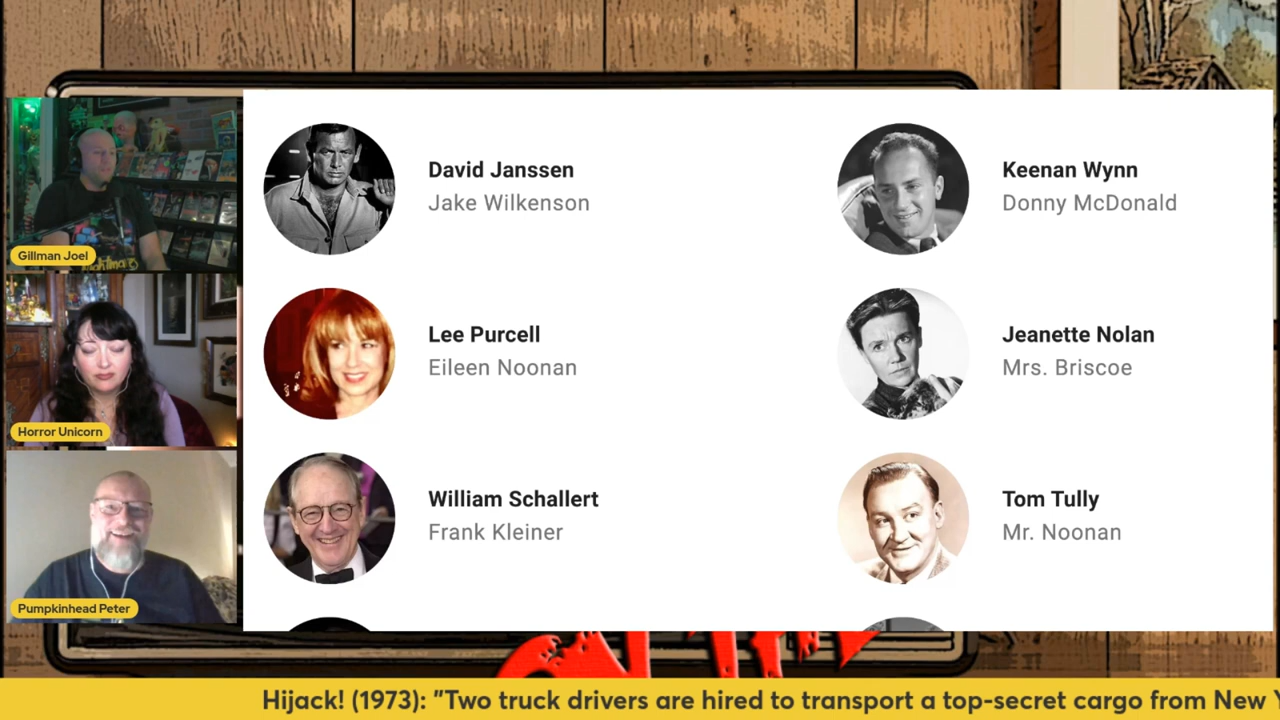 Gillman Joel
Horror Unicorn
Pumpkinhead Peter
David Janssen
Jake Wilkenson
Keenan Wynn
Donny McDonald
Lee Purcell
Eileen Noonan
Jeanette Nolan
Mrs. Briscoe
William Schallert
Frank Kleiner
Tom Tully
Mr. Noonan
Hijack! (1973): "Two truck drivers are hired to transport a top-secret cargo from New